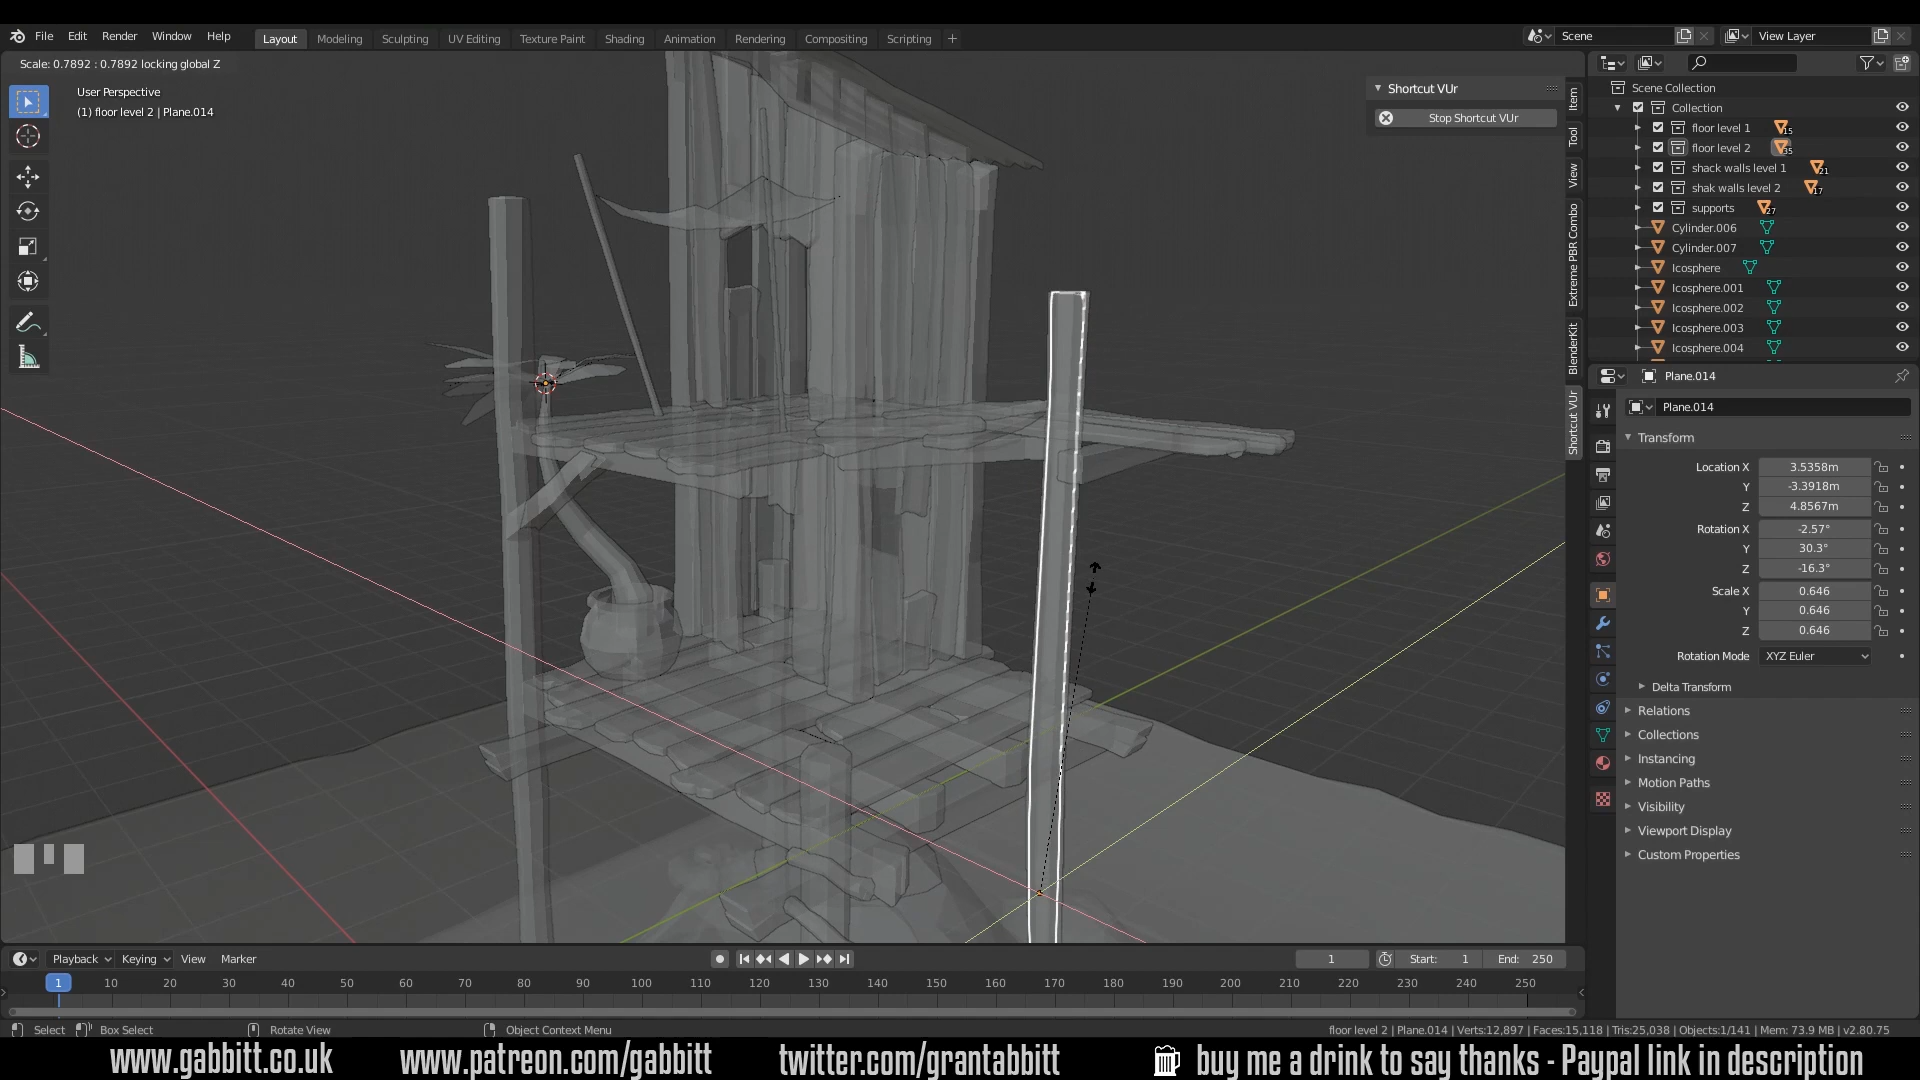 File Edit Render Window Help Layout Modeling Sculpting UV Editing Texture Paint Shading Animation Rendering Compositing Scripting + Scene View Layer
Scale: 0.7892 : 0.7892 locking global Z
User Perspective
(1) floor level 2 | Plane.014
Shortcut VUr
Stop Shortcut VUr
Item
Tool
View
Extreme PBR Combo
BlenderKit
Shortcut VUr
Scene Collection
Collection
floor level 1 15
floor level 2 35
shack walls level 1 21
shak walls level 2 17
supports 27
Cylinder.006
Cylinder.007
Icosphere
Icosphere.001
Icosphere.002
Icosphere.003
Icosphere.004
Plane.014
Plane.014
Transform
Location X 3.5358m
Y -3.3918m
Z 4.8567m
Rotation X -2.57°
Y 30.3°
Z -16.3°
Scale X 0.646
Y 0.646
Z 0.646
Rotation Mode XYZ Euler
Delta Transform
Relations
Collections
Instancing
Motion Paths
Visibility
Viewport Display
Custom Properties
Playback Keying View Marker 1 Start: 1 End: 250
1 10 20 30 40 50 60 70 80 90 100 110 120 130 140 150 160 170 180 190 200 210 220 230 240 250
Select Box Select Rotate View Object Context Menu floor level 2 | Plane.014 | Verts:12,897 | Faces:15,118 | Tris:25,038 | Objects:1/141 | Mem: 73.9 MB | v2.80.75
www.gabbitt.co.uk www.patreon.com/gabbitt twitter.com/grantabbitt buy me a drink to say thanks - Paypal link in description